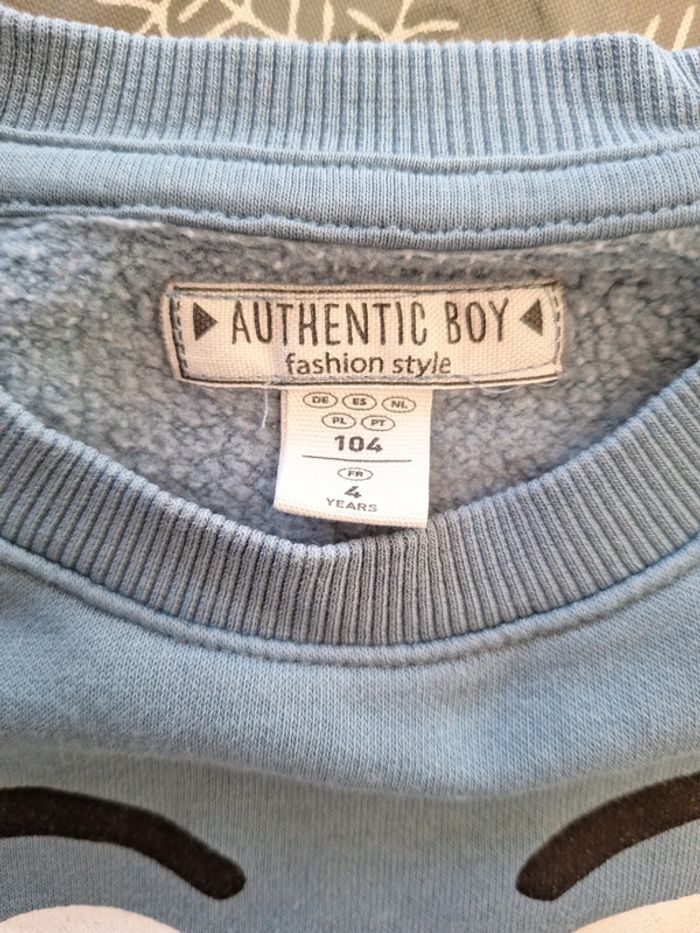 AUTHENTIC BOY
fashion style
DE ES NL
PL PT
104
FR
4
YEARS